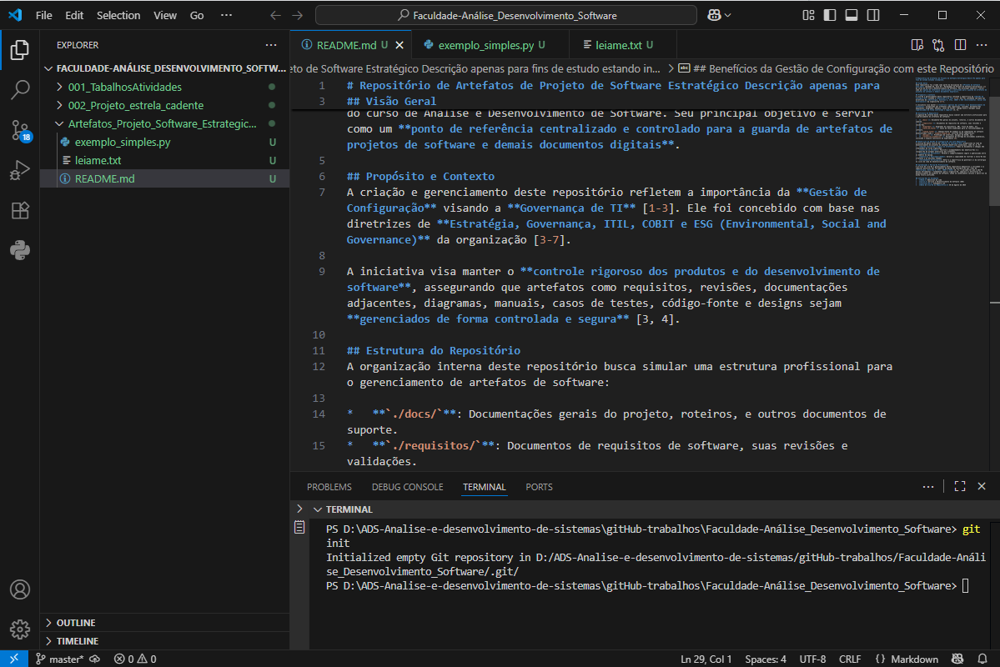 File Edit Selection View Go ···
Faculdade-Análise_Desenvolvimento_Software
EXPLORER ···
FACULDADE-ANÁLISE_DESENVOLVIMENTO_SOFTW...
001_TabalhosAtividades
002_Projeto_estrela_cadente
Artefatos_Projeto_Software_Estrategic...
exemplo_simples.py U
leiame.txt U
README.md U
18
OUTLINE
TIMELINE
README.md U
exemplo_simples.py U
leiame.txt U
eto de Software Estratégico Descrição apenas para fins de estudo estando in... > ## Benefícios da Gestão de Configuração com este Repositório
1 # Repositório de Artefatos de Projeto de Software Estratégico Descrição apenas para
3 ## Visão Geral
do curso de Análise e Desenvolvimento de Software. Seu principal objetivo é servir
como um **ponto de referência centralizado e controlado para a guarda de artefatos de
projetos de software e demais documentos digitais**.
5
6 ## Propósito e Contexto
7 A criação e gerenciamento deste repositório refletem a importância da **Gestão de
Configuração** visando a **Governança de TI** [1-3]. Ele foi concebido com base nas
diretrizes de **Estratégia, Governança, ITIL, COBIT e ESG (Environmental, Social and
Governance)** da organização [3-7].
8
9 A iniciativa visa manter o **controle rigoroso dos produtos e do desenvolvimento de
software**, assegurando que artefatos como requisitos, revisões, documentações
adjacentes, diagramas, manuais, casos de testes, código-fonte e designs sejam
**gerenciados de forma controlada e segura** [3, 4].
10
11 ## Estrutura do Repositório
12 A organização interna deste repositório busca simular uma estrutura profissional para
o gerenciamento de artefatos de software:
13
14 * **`./docs/`**: Documentações gerais do projeto, roteiros, e outros documentos de
suporte.
15 * **`./requisitos/`**: Documentos de requisitos de software, suas revisões e
validações.
PROBLEMS DEBUG CONSOLE TERMINAL PORTS ···
TERMINAL
PS D:\ADS-Analise-e-desenvolvimento-de-sistemas\gitHub-trabalhos\Faculdade-Análise_Desenvolvimento_Software> git
init
Initialized empty Git repository in D:/ADS-Analise-e-desenvolvimento-de-sistemas/gitHub-trabalhos/Faculdade-Anális
e_Desenvolvimento_Software/.git/
PS D:\ADS-Analise-e-desenvolvimento-de-sistemas\gitHub-trabalhos\Faculdade-Análise_Desenvolvimento_Software>
master* 0 0 Ln 29, Col 1 Spaces: 4 UTF-8 CRLF {} Markdown